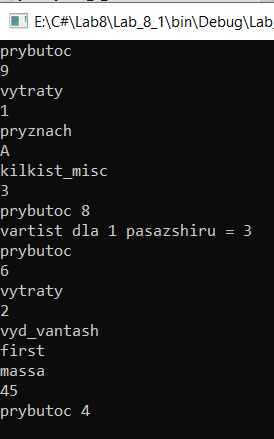 E:\C#\Lab8\Lab_8_1\bin\Debug\Lab_
prybutoc
9
vytraty
1
pryznach
A
kilkist_misc
3
prybutoc 8
vartist dla 1 pasazshiru = 3
prybutoc
6
vytraty
2
vyd_vantash
first
massa
45
prybutoc 4